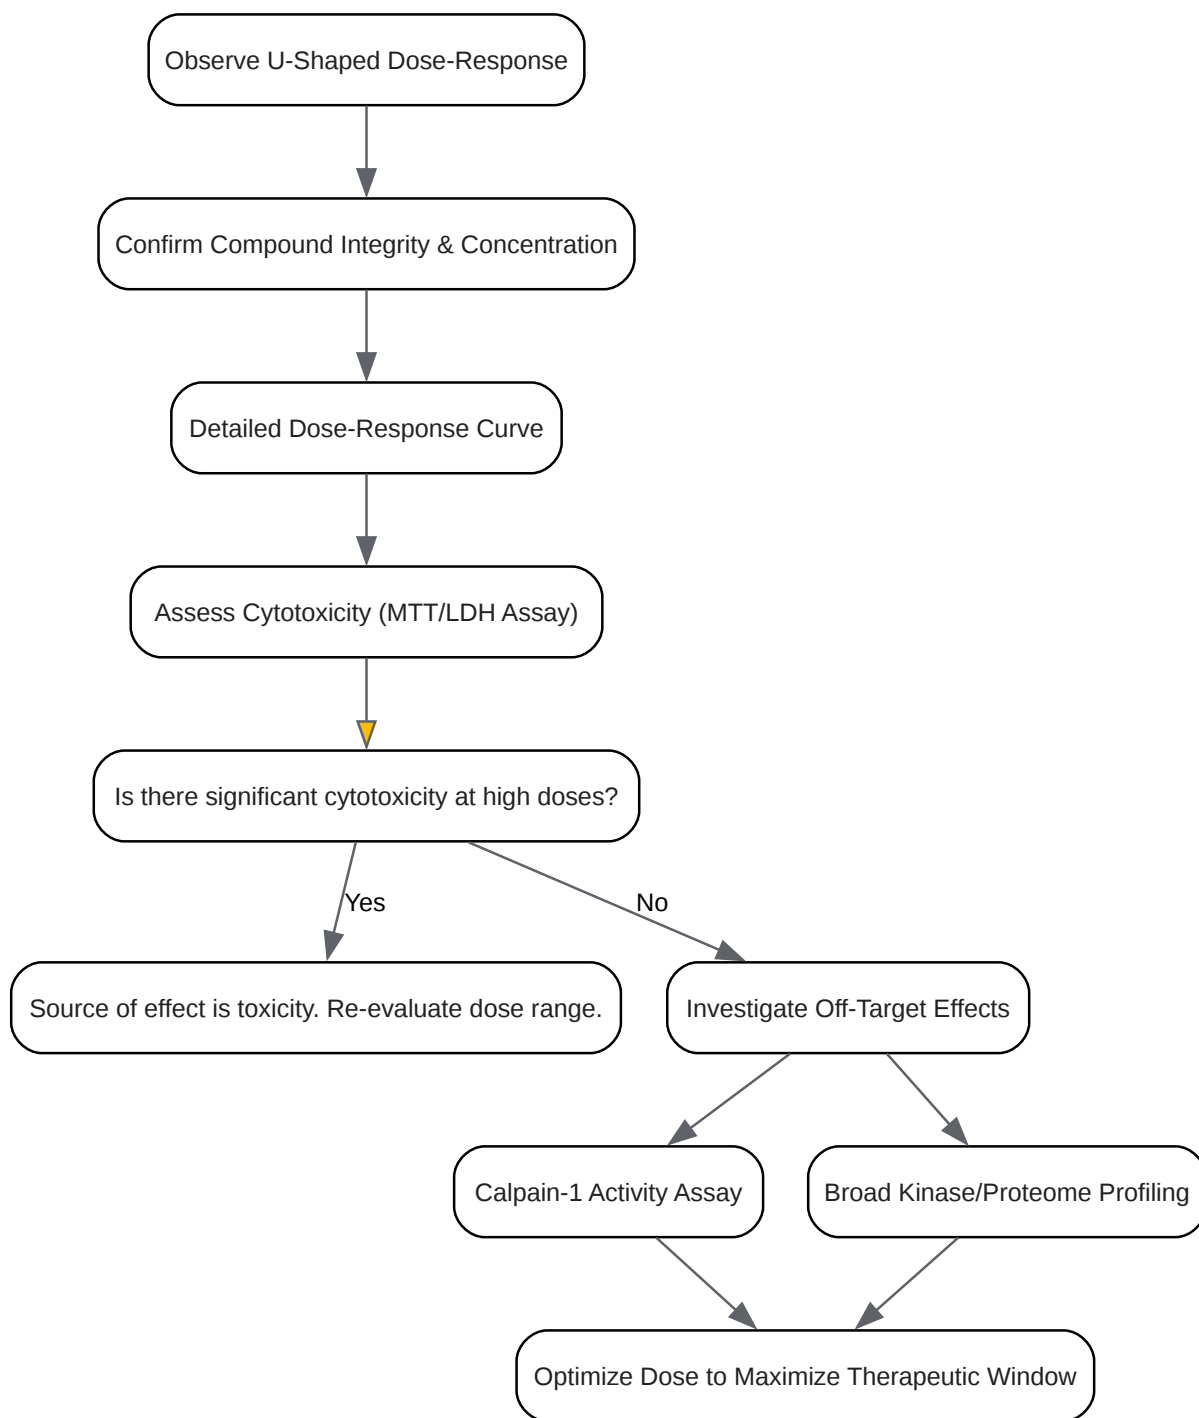 Observe U-Shaped Dose-Response
Confirm Compound Integrity & Concentration
Detailed Dose-Response Curve
Assess Cytotoxicity (MTT/LDH Assay)
Is there significant cytotoxicity at high doses?
Yes
No
Source of effect is toxicity. Re-evaluate dose range.
Investigate Off-Target Effects
Calpain-1 Activity Assay
Broad Kinase/Proteome Profiling
Optimize Dose to Maximize Therapeutic Window